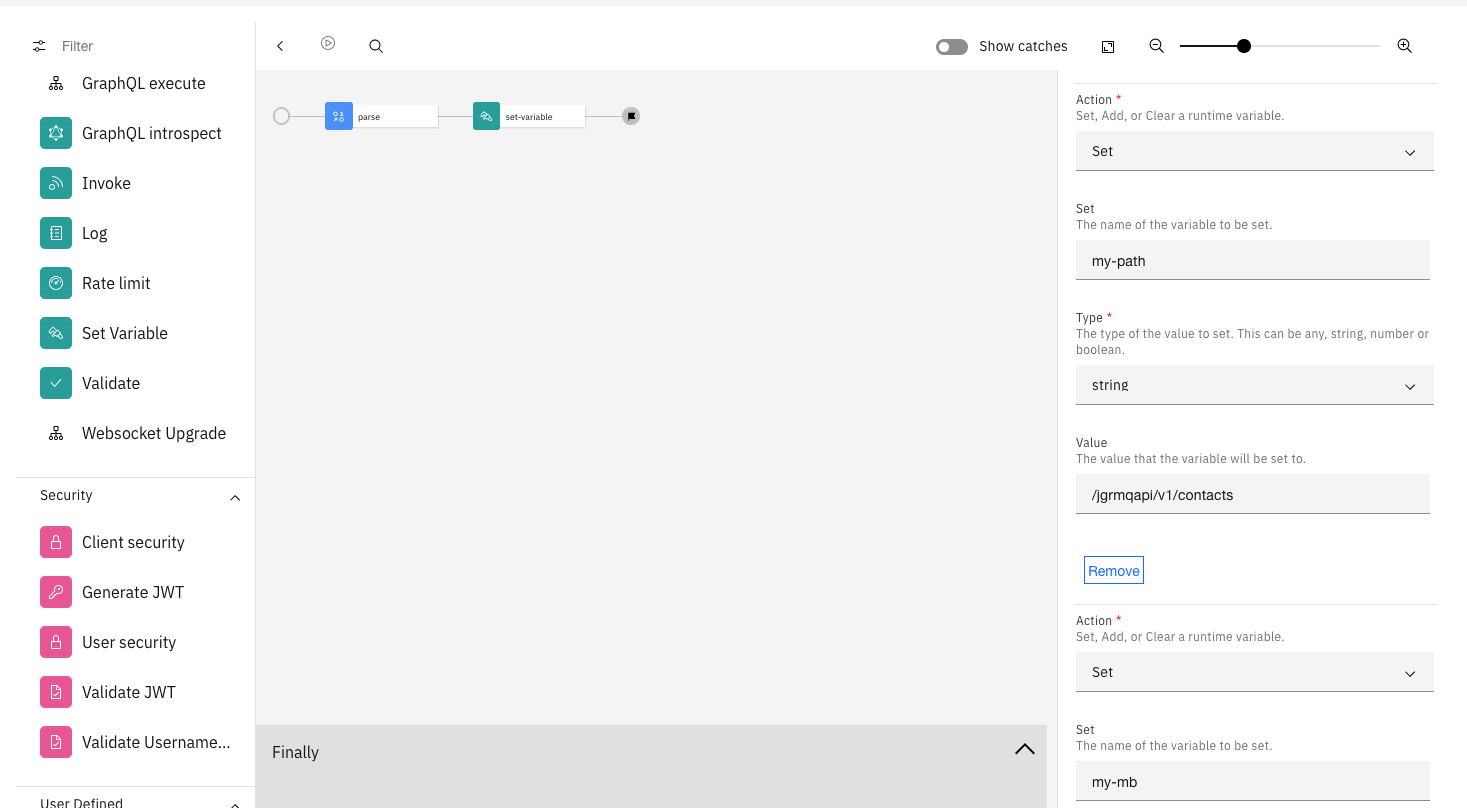 Filter
GraphQL execute
GraphQL introspect
Invoke
Log
Rate limit
Set Variable
Validate
Websocket Upgrade
Security
Client security
Generate JWT
User security
Validate JWT
Validate Username...
User Defined
Show catches
parse
set-variable
Finally
Action *
Set, Add, or Clear a runtime variable.
Set
Set
The name of the variable to be set.
my-path
Type *
The type of the value to set. This can be any, string, number or
boolean.
string
Value
The value that the variable will be set to.
/jgrmqapi/v1/contacts
Remove
Action *
Set, Add, or Clear a runtime variable.
Set
Set
The name of the variable to be set.
my-mb